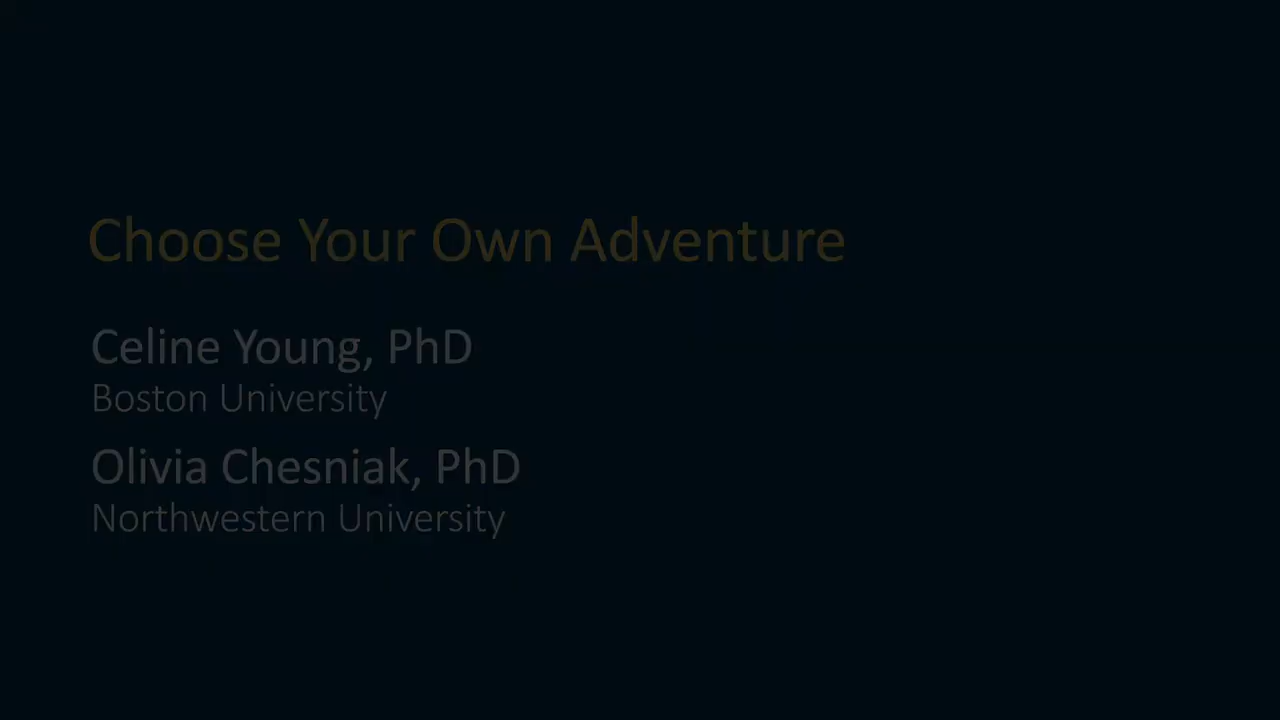 Choose Your Own Adventure
Celine Young, PhD
Boston University
Olivia Chesniak, PhD
Northwestern University